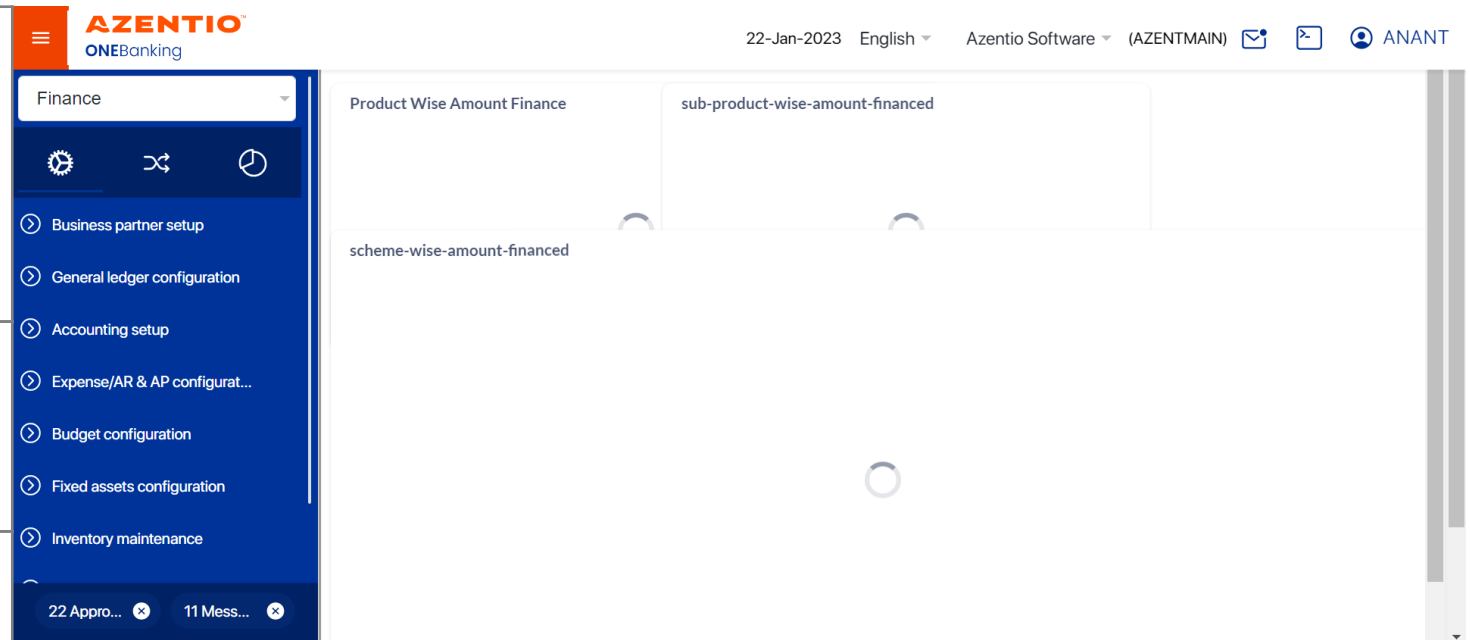 AZENTIO™
ONEBanking
22-Jan-2023 English Azentio Software (AZENTMAIN) ANANT
Finance
Business partner setup
General ledger configuration
Accounting setup
Expense/AR & AP configurat...
Budget configuration
Fixed assets configuration
Inventory maintenance
22 Appro... 11 Mess...
Product Wise Amount Finance
sub-product-wise-amount-financed
scheme-wise-amount-financed